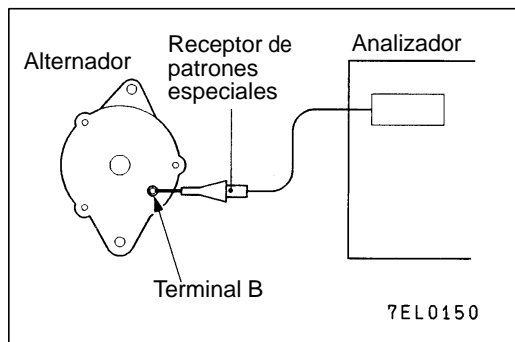 Alternador
Receptor de
patrones
especiales
Analizador
Terminal B
7EL0150